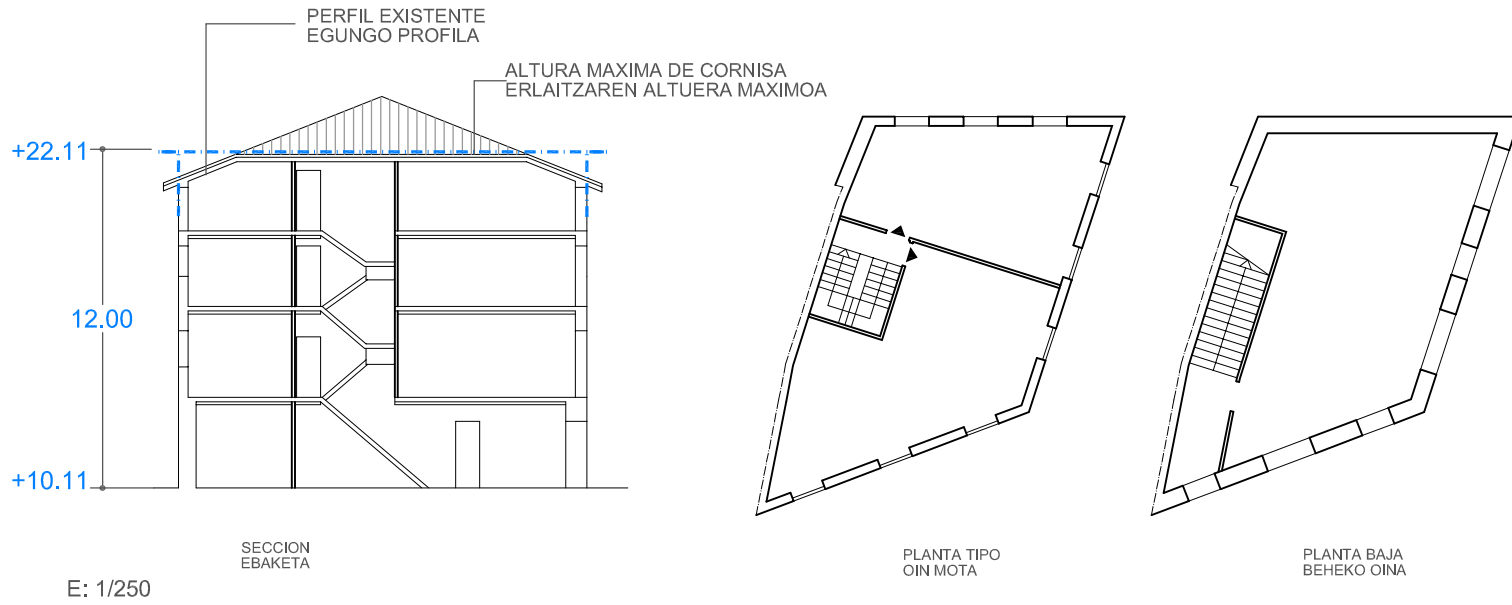 PERFIL EXISTENTE
EGUNGO PROFILA
ALTURA MAXIMA DE CORNISA
ERLAITZAREN ALTUERA MAXIMOA
+22.11
12.00
+10.11
SECCION
EBAKETA
PLANTA TIPO
OIN MOTA
PLANTA BAJA
BEHEKO OINA
E: 1/250